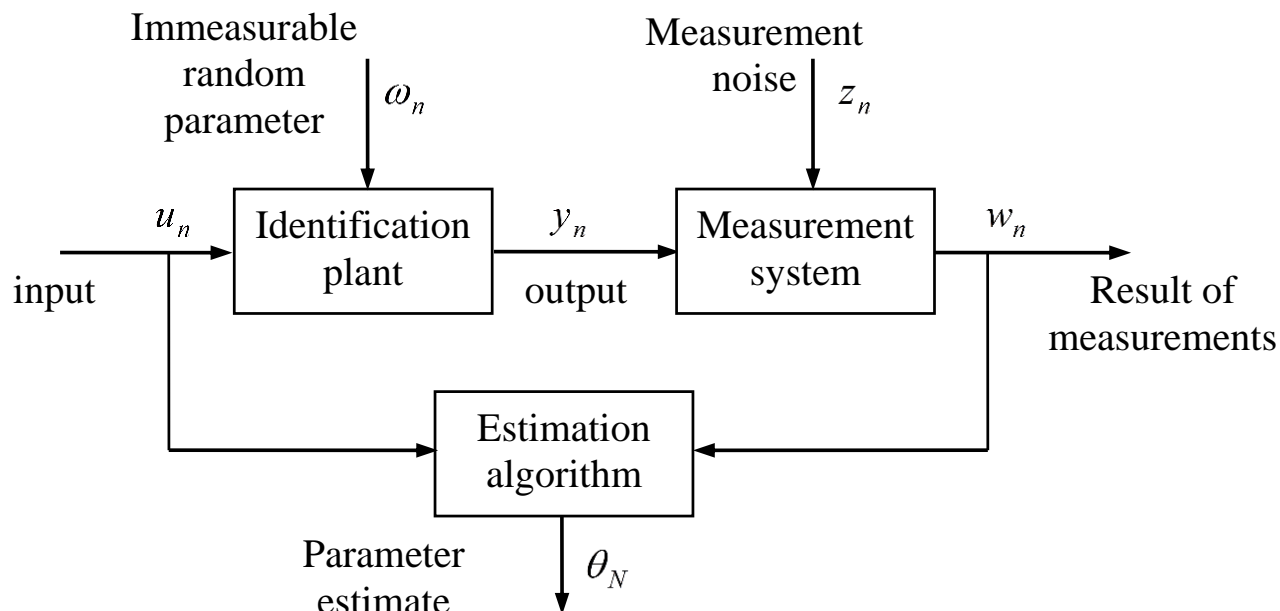 Immeasurable
random
parameter
ω_n
Measurement
noise
z_n
u_n
input
Identification
plant
y_n
output
Measurement
system
w_n
Result of
measurements
Estimation
algorithm
Parameter
estimate
θ_N